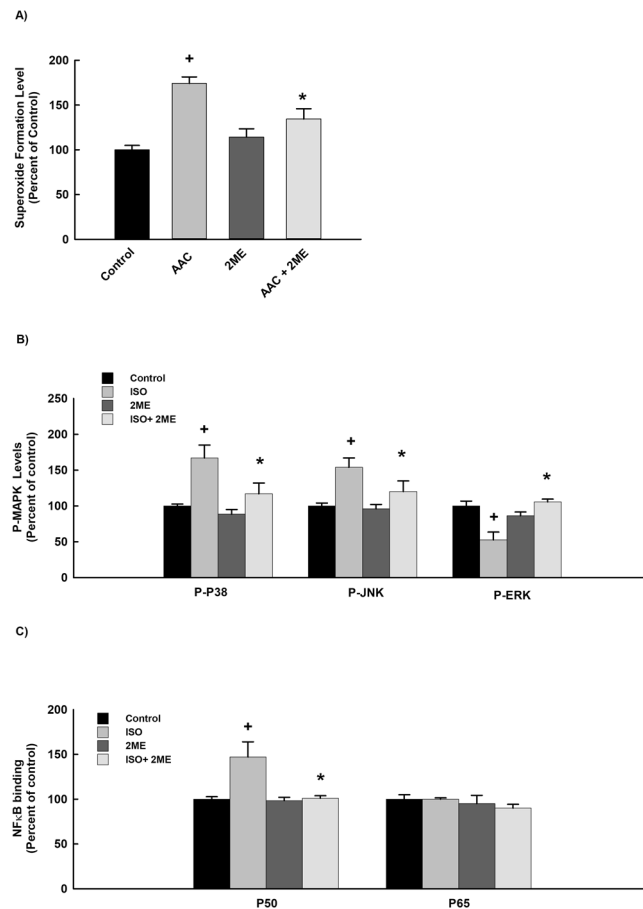 A)
Superoxide Formation Level
(Percent of Control)
200
150
100
50
0
+
*
Control
AAC
2ME
AAC + 2ME
B)
Control
ISO
2ME
ISO+ 2ME
P-MAPK Levels
(Percent of control)
250
200
150
100
50
0
+
*
+
*
+
*
P-P38
P-JNK
P-ERK
C)
Control
ISO
2ME
ISO+ 2ME
NFκB binding
(Percent of control)
200
150
100
50
0
+
*
P50
P65